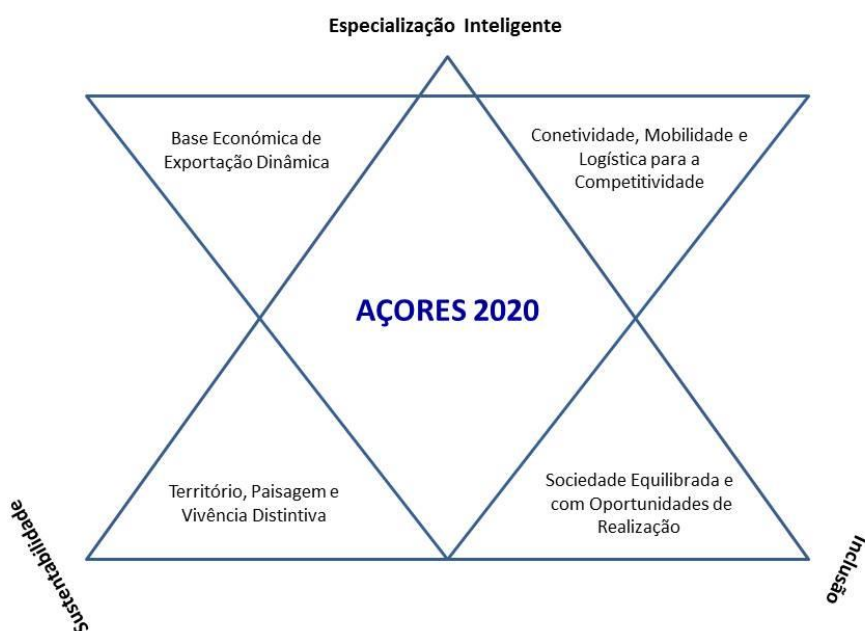 Especialização Inteligente
Base Económica de
Exportação Dinâmica
Conetividade, Mobilidade e
Logística para a
Competitividade
AÇORES 2020
Território, Paisagem e
Vivência Distintiva
Sociedade Equilibrada e
com Oportunidades de
Realização
Sustentabilidade
Inclusão